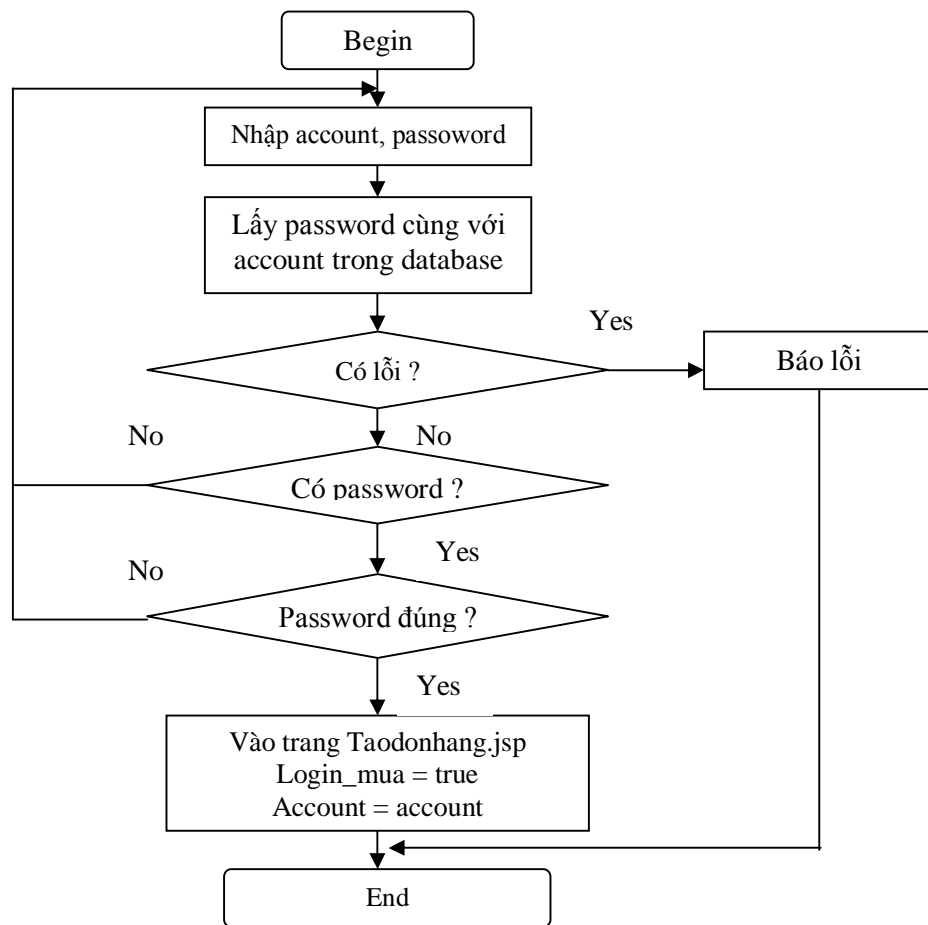 Begin
Nhập account, passoword
Lấy password cùng với
account trong database
Yes
Có lỗi ?
Báo lỗi
No
No
Có password ?
Yes
No
Password đúng ?
Yes
Vào trang Taodonhang.jsp
Login_mua = true
Account = account
End